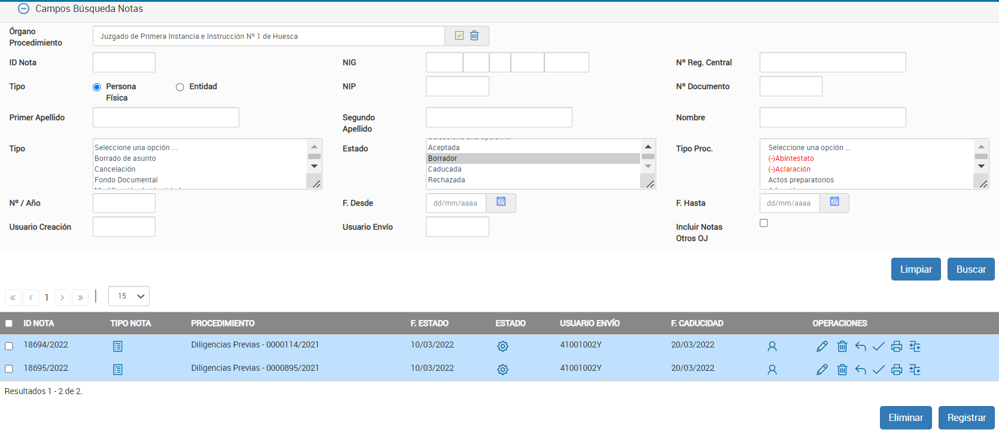 Campos Búsqueda Notas
Órgano Procedimiento
Juzgado de Primera Instancia e Instrucción Nº 1 de Huesca
ID Nota
NIG
Nº Reg. Central
Tipo
Persona Física
Entidad
NIP
Nº Documento
Primer Apellido
Segundo Apellido
Nombre
Tipo
Seleccione una opción ...
Borrado de asunto
Cancelación
Fondo Documental
Estado
Aceptada
Borrador
Caducada
Rechazada
Tipo Proc.
Seleccione una opción ...
(-)Abintestato
(-)Aclaración
Actos preparatorios
Nº / Año
F. Desde
dd/mm/aaaa
F. Hasta
dd/mm/aaaa
Usuario Creación
Usuario Envío
Incluir Notas Otros OJ
Limpiar
Buscar
« ‹ 1 › » 15
ID NOTA TIPO NOTA PROCEDIMIENTO F. ESTADO ESTADO USUARIO ENVÍO F. CADUCIDAD OPERACIONES
18694/2022 Diligencias Previas - 0000114/2021 10/03/2022 41001002Y 20/03/2022
18695/2022 Diligencias Previas - 0000895/2021 10/03/2022 41001002Y 20/03/2022
Resultados 1 - 2 de 2.
Eliminar
Registrar